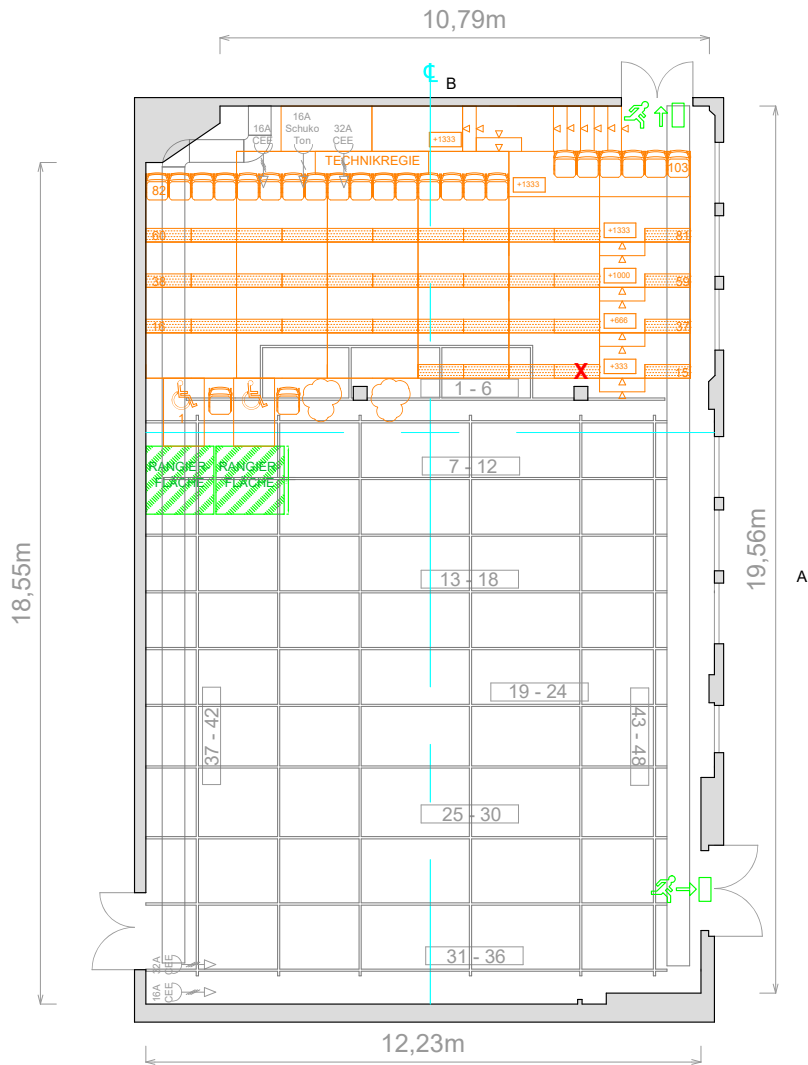 10,79m
B
16A
Schuko
Ton
16A
CEE
32A
CEE
+1333
TECHNIKREGIE
103
82
+1333
60
+1333
81
38
+1000
59
16
+666
37
X
+333
15
1 - 6
1
RANGIER
FLÄCHE
RANGIER
FLÄCHE
7 - 12
13 - 18
A
18,55m
19,56m
19 - 24
37 - 42
43 - 48
25 - 30
31 - 36
32A
CEE
16A
CEE
12,23m